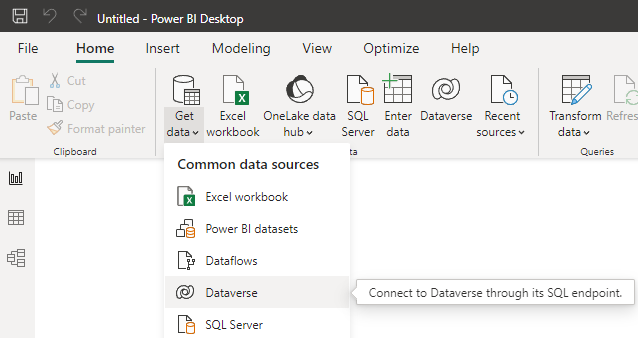 Untitled - Power BI Desktop
File Home Insert Modeling View Optimize Help
Paste
Cut
Copy
Format painter
Clipboard
Get data
Excel workbook
OneLake data hub
SQL Server
Enter data
Dataverse
Recent sources
Transform data
Queries
Common data sources
Excel workbook
Power BI datasets
Dataflows
Dataverse
Connect to Dataverse through its SQL endpoint.
SQL Server